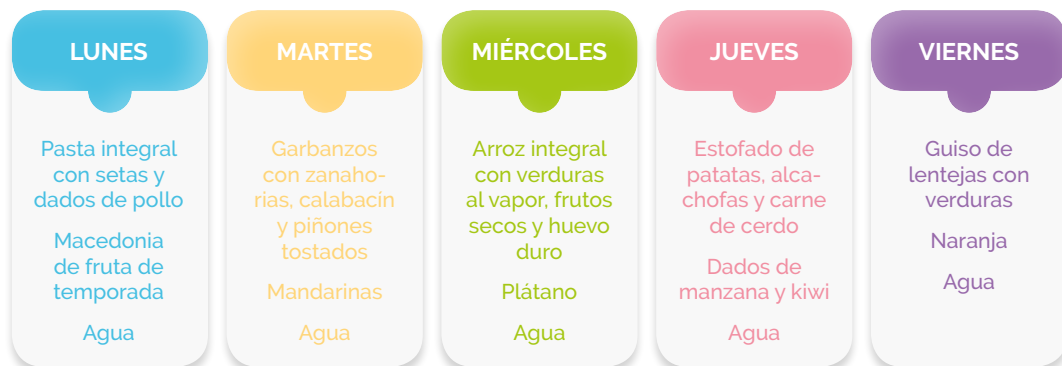 LUNES
Pasta integral
con setas y
dados de pollo
Macedonia
de fruta de
temporada
Agua
MARTES
Garbanzos
con zanaho-
rias, calabacín
y piñones
tostados
Mandarinas
Agua
MIÉRCOLES
Arroz integral
con verduras
al vapor, frutos
secos y huevo
duro
Plátano
Agua
JUEVES
Estofado de
patatas, alca-
chofas y carne
de cerdo
Dados de
manzana y kiwi
Agua
VIERNES
Guiso de
lentejas con
verduras
Naranja
Agua